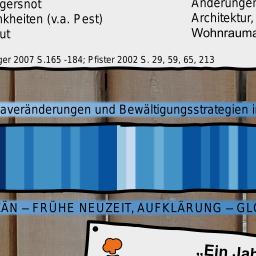 gersnot
nkheiten (v.a. Pest)
ut
Änderungen
Architektur,
Wohnrauma
ger 2007 S.165 -184; Pfister 2002 S. 29, 59, 65, 213
averänderungen und Bewältigungsstrategien i
ÄN – FRÜHE NEUZEIT, AUFKLÄRUNG – GLO
„Ein Jah